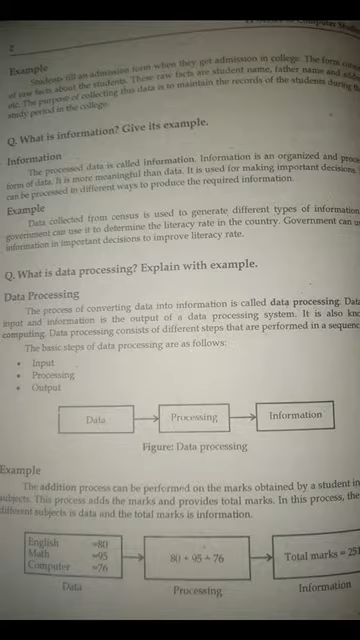 2
Example
Students fill an admission form when they get admission in college. The form
of raw facts about the students. These raw facts are student name, father name and
etc. The purpose of collecting this data is to maintain the records of the students during
study period in the college.
Q. What is information? Give its example.
Information
The processed data is called information. Information is an organized and
form of data. It is more meaningful than data. It is used for making important decisions.
can be processed in different ways to produce the required information.
Example
Data collected from census is used to generate different types of information
government can use it to determine the literacy rate in the country. Government can
information in important decisions to improve literacy rate.
Q. What is data processing? Explain with example.
Data Processing
The process of converting data into information is called data processing. Data
input and information is the output of a data processing system. It is also
computing. Data processing consists of different steps that are performed in a
The basic steps of data processing are as follows:
• Input
• Processing
• Output
Data Processing Information
Figure: Data processing
Example
The addition process can be performed on the marks obtained by a student in
subjects. This process adds the marks and provides total marks. In this process, the
different subjects is data and the total marks is information.
English =80
Math =95
Computer =76
80 + 95 + 76
Total marks = 251
Data Processing Information